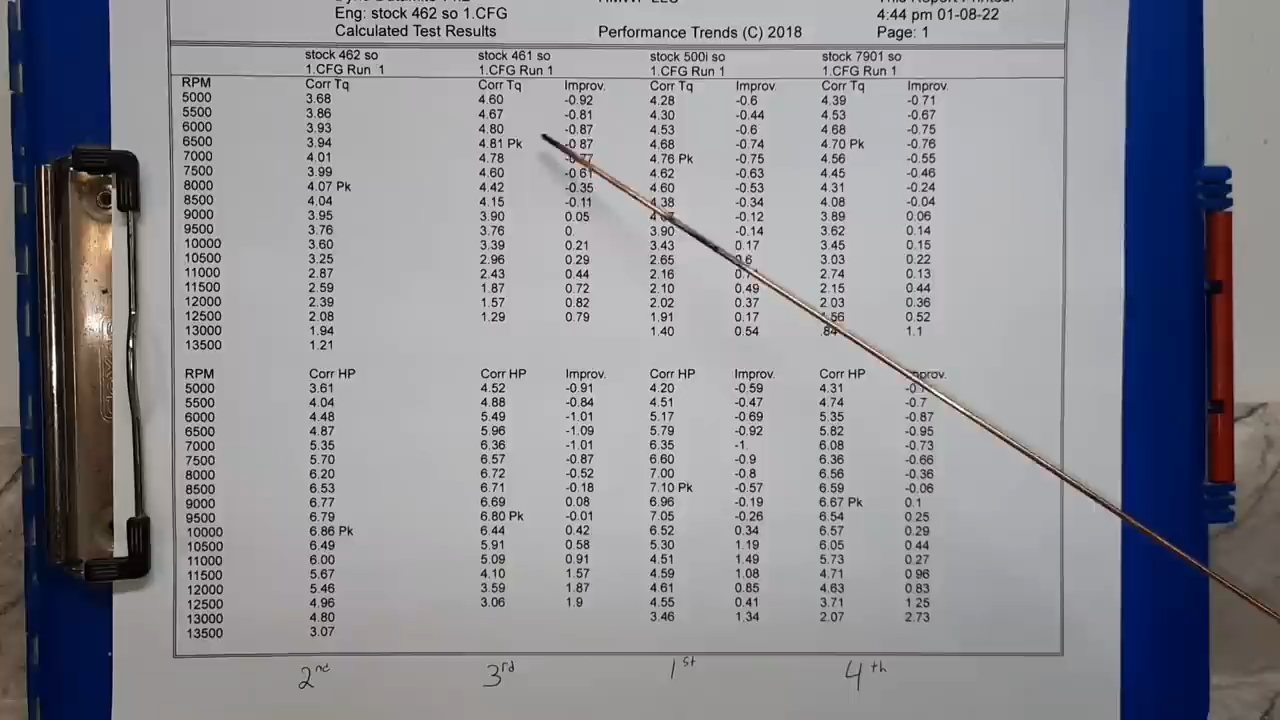 Eng: stock 462 so 1.CFG 4:44 pm 01-08-22
Calculated Test Results Performance Trends (C) 2018 Page: 1
stock 462 so stock 461 so stock 500i so stock 7901 so
1.CFG Run 1 1.CFG Run 1 1.CFG Run 1 1.CFG Run 1
RPM Corr Tq Corr Tq Improv. Corr Tq Improv. Corr Tq Improv.
5000 3.68 4.60 -0.92 4.28 -0.6 4.39 -0.71
5500 3.86 4.67 -0.81 4.30 -0.44 4.53 -0.67
6000 3.93 4.80 -0.87 4.53 -0.6 4.68 -0.75
6500 3.94 4.81 Pk -0.87 4.68 -0.74 4.70 Pk -0.76
7000 4.01 4.78 -0.77 4.76 Pk -0.75 4.56 -0.55
7500 3.99 4.60 -0.61 4.62 -0.63 4.45 -0.46
8000 4.07 Pk 4.42 -0.35 4.60 -0.53 4.31 -0.24
8500 4.04 4.15 -0.11 4.38 -0.34 4.08 -0.04
9000 3.95 3.90 0.05 -0.12 3.89 0.06
9500 3.76 3.76 0. 3.90 -0.14 3.62 0.14
10000 3.60 3.39 0.21 3.43 0.17 3.45 0.15
10500 3.25 2.96 0.29 2.65 3.03 0.22
11000 2.87 2.43 0.44 2.16 2.74 0.13
11500 2.59 1.87 0.72 2.10 0.49 2.15 0.44
12000 2.39 1.57 0.82 2.02 0.37 2.03 0.36
12500 2.08 1.29 0.79 1.91 0.17 1.56 0.52
13000 1.94 1.40 0.54 .84 1.1
13500 1.21
RPM Corr HP Corr HP Improv. Corr HP Improv. Corr HP Improv.
5000 3.61 4.52 -0.91 4.20 -0.59 4.31 -0.7
5500 4.04 4.88 -0.84 4.51 -0.47 4.74 -0.7
6000 4.48 5.49 -1.01 5.17 -0.69 5.35 -0.87
6500 4.87 5.96 -1.09 5.79 -0.92 5.82 -0.95
7000 5.35 6.36 -1.01 6.35 -1. 6.08 -0.73
7500 5.70 6.57 -0.87 6.60 -0.9 6.36 -0.66
8000 6.20 6.72 -0.52 7.00 -0.8 6.56 -0.36
8500 6.53 6.71 -0.18 7.10 Pk -0.57 6.59 -0.06
9000 6.77 6.69 0.08 6.96 -0.19 6.67 Pk 0.1
9500 6.79 6.80 Pk -0.01 7.05 -0.26 6.54 0.25
10000 6.86 Pk 6.44 0.42 6.52 0.34 6.57 0.29
10500 6.49 5.91 0.58 5.30 1.19 6.05 0.44
11000 6.00 5.09 0.91 4.51 1.49 5.73 0.27
11500 5.67 4.10 1.57 4.59 1.08 4.71 0.96
12000 5.46 3.59 1.87 4.61 0.85 4.63 0.83
12500 4.96 3.06 1.9 4.55 0.41 3.71 1.25
13000 4.80 3.46 1.34 2.07 2.73
13500 3.07
2nd 3rd 1st 4th